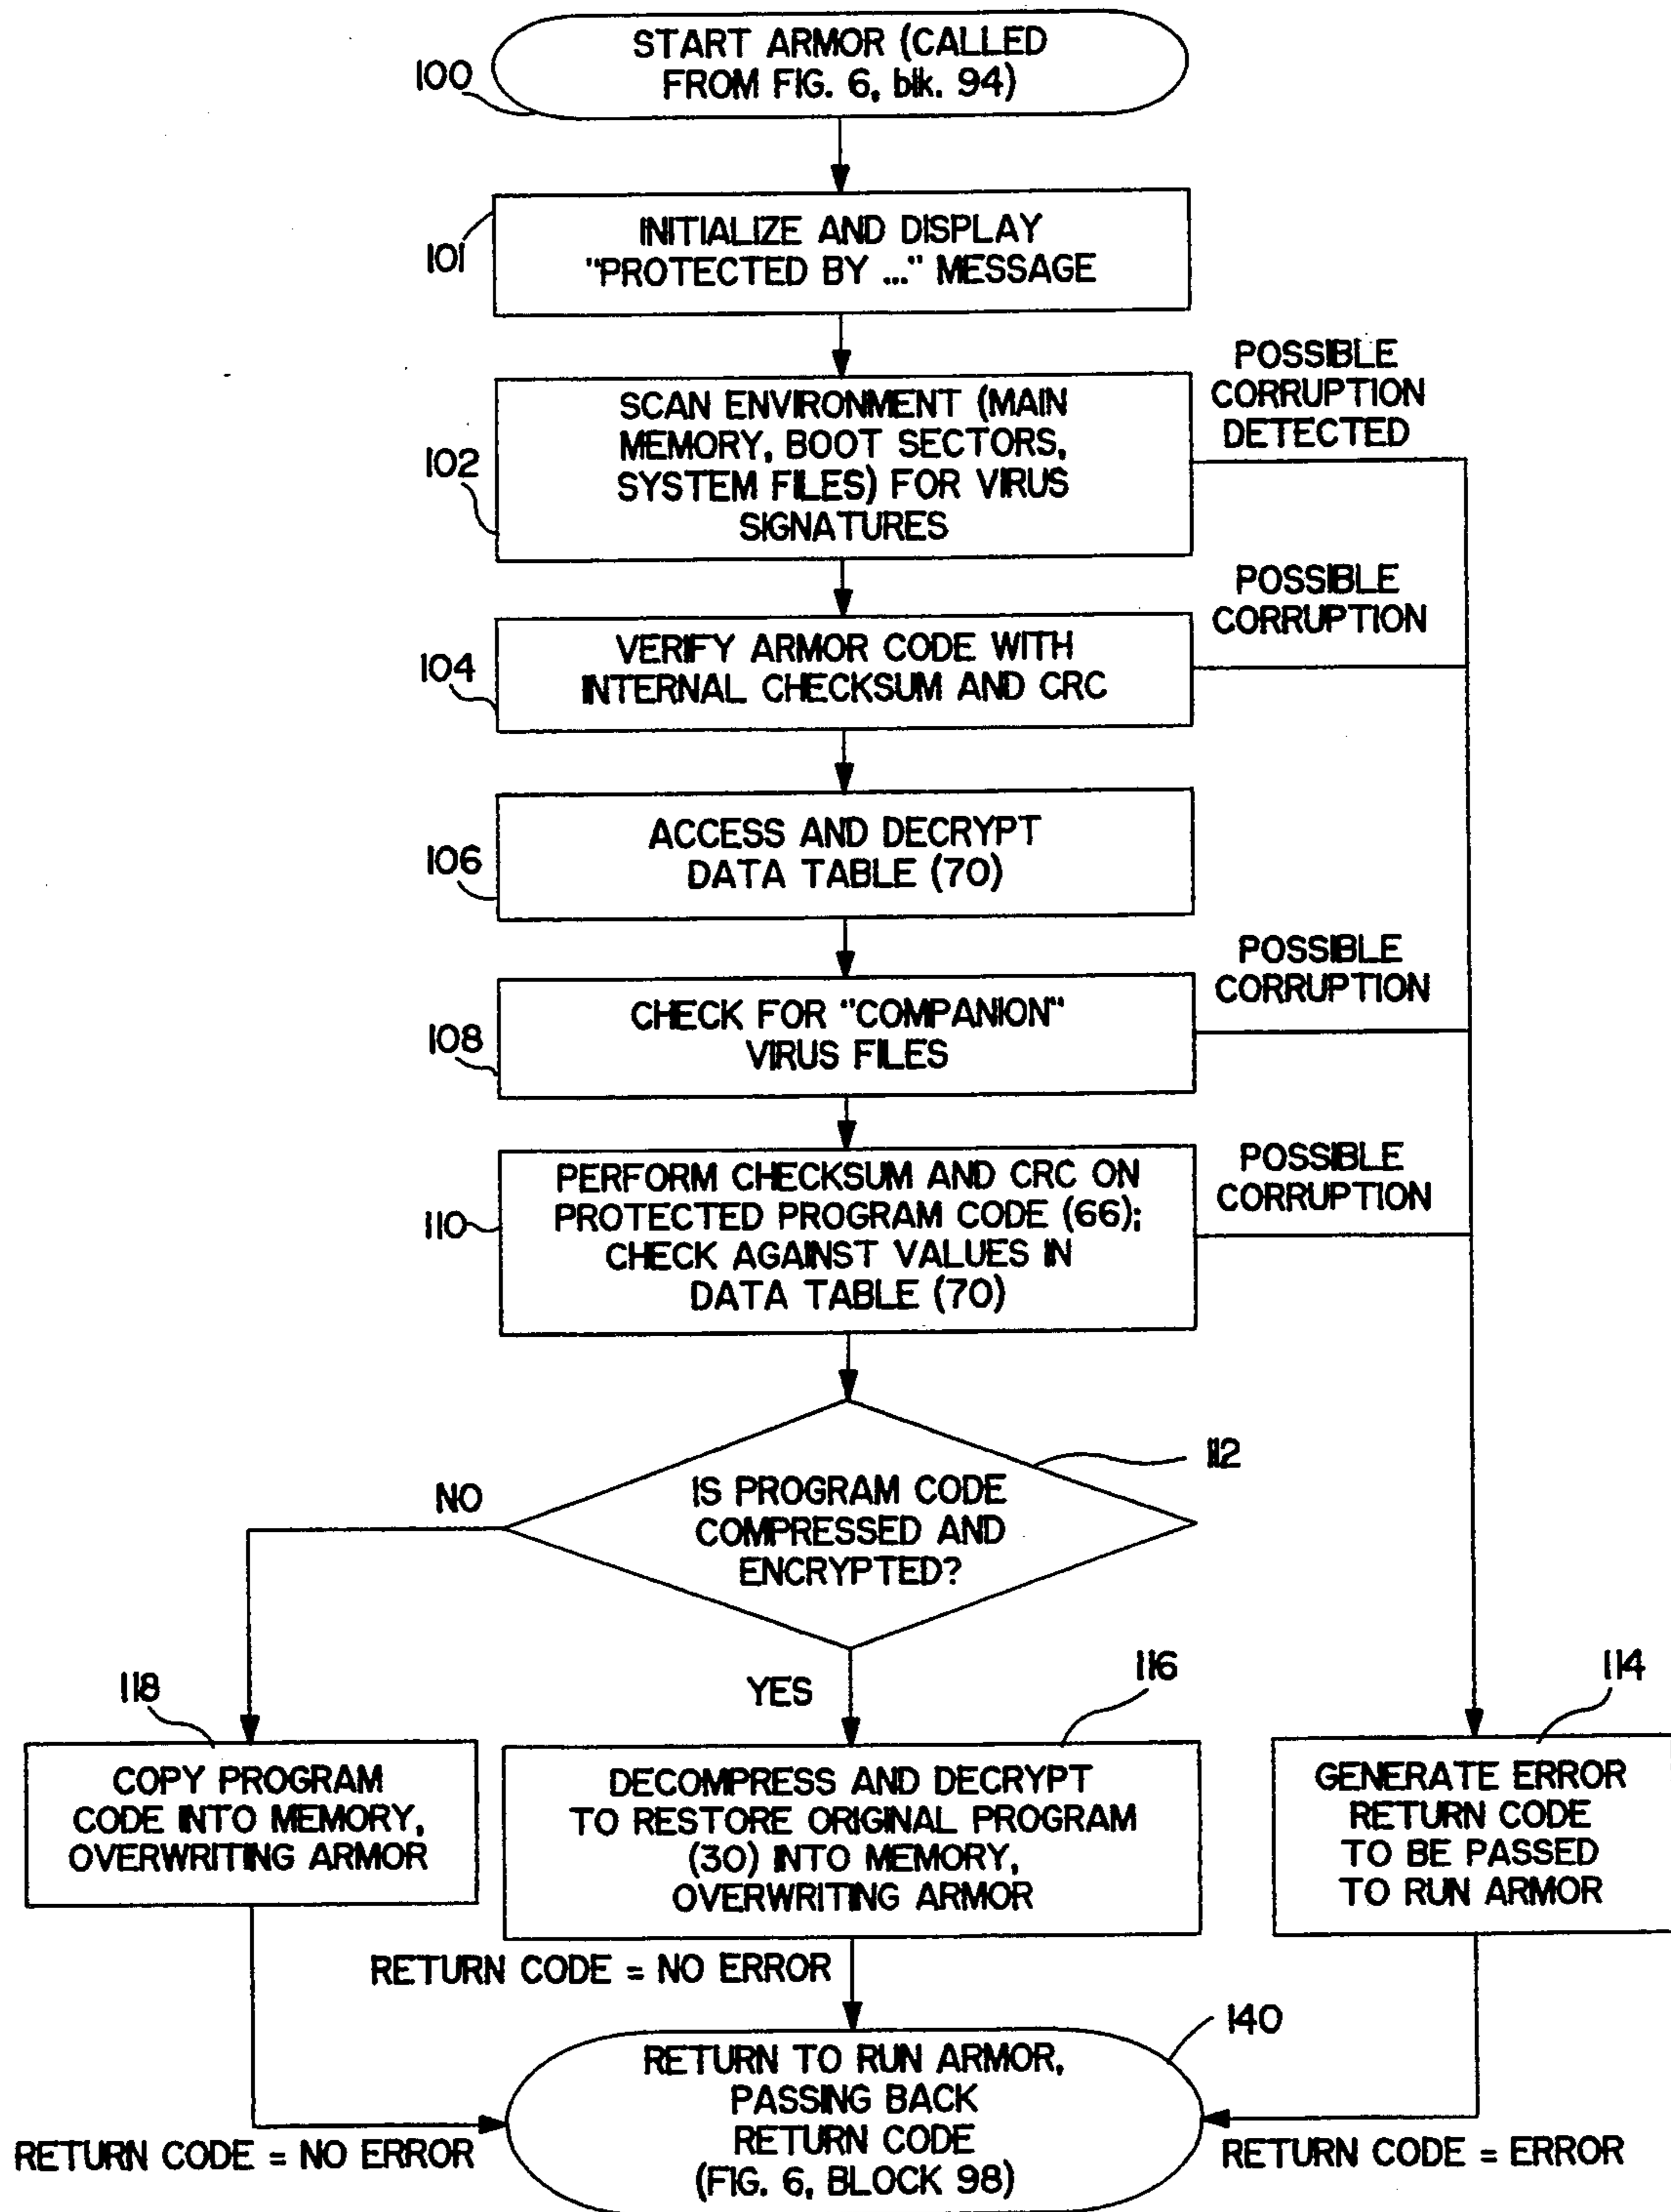 START ARMOR (CALLED
FROM FIG. 6, blk. 94)
100
INITIALIZE AND DISPLAY
"PROTECTED BY ..." MESSAGE
101
SCAN ENVIRONMENT (MAIN
MEMORY, BOOT SECTORS,
SYSTEM FILES) FOR VIRUS
SIGNATURES
102
POSSIBLE
CORRUPTION
DETECTED
VERIFY ARMOR CODE WITH
INTERNAL CHECKSUM AND CRC
104
POSSIBLE
CORRUPTION
ACCESS AND DECRYPT
DATA TABLE (70)
106
CHECK FOR "COMPANION"
VIRUS FILES
108
POSSIBLE
CORRUPTION
PERFORM CHECKSUM AND CRC ON
PROTECTED PROGRAM CODE (66);
CHECK AGAINST VALUES IN
DATA TABLE (70)
110
POSSIBLE
CORRUPTION
IS PROGRAM CODE
COMPRESSED AND
ENCRYPTED?
112
NO
YES
118
COPY PROGRAM
CODE INTO MEMORY,
OVERWRITING ARMOR
116
DECOMPRESS AND DECRYPT
TO RESTORE ORIGINAL PROGRAM
(30) INTO MEMORY,
OVERWRITING ARMOR
114
GENERATE ERROR
RETURN CODE
TO BE PASSED
TO RUN ARMOR
RETURN CODE = NO ERROR
140
RETURN TO RUN ARMOR,
PASSING BACK
RETURN CODE
(FIG. 6, BLOCK 98)
RETURN CODE = NO ERROR
RETURN CODE = ERROR